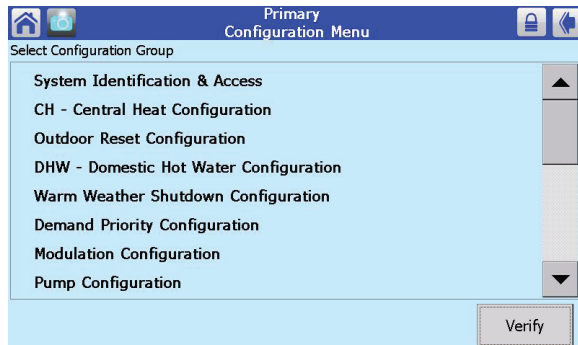 Primary
Configuration Menu
Select Configuration Group
System Identification & Access
CH - Central Heat Configuration
Outdoor Reset Configuration
DHW - Domestic Hot Water Configuration
Warm Weather Shutdown Configuration
Demand Priority Configuration
Modulation Configuration
Pump Configuration
Verify